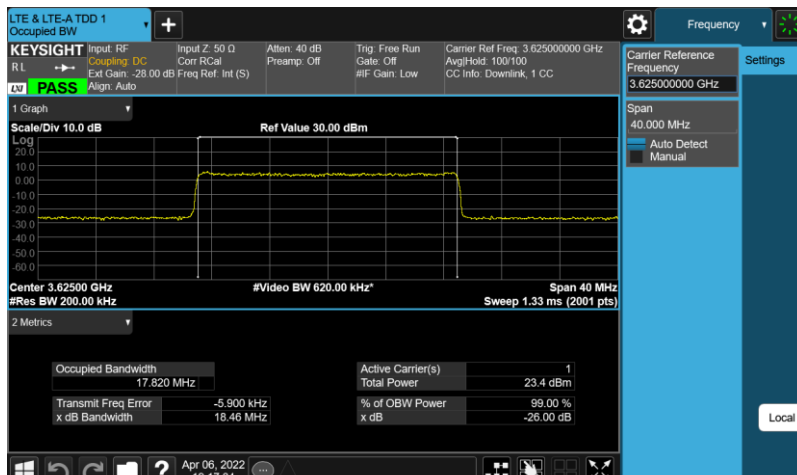 LTE & LTE-A TDD 1
Occupied BW
Frequency
KEYSIGHT Input: RF Input Z: 50 Ω Atten: 40 dB Trig: Free Run Carrier Ref Freq: 3.625000000 GHz
RL Coupling: DC Corr RCal Preamp: Off Gate: Off Avg|Hold: 100/100
Ext Gain: -28.00 dB Freq Ref: Int (S) #IF Gain: Low CC Info: Downlink, 1 CC
LXI PASS Align: Auto
Carrier Reference
Frequency
3.625000000 GHz
Settings
Span
40.000 MHz
Auto Detect
Manual
1 Graph
Scale/Div 10.0 dB Ref Value 30.00 dBm
Log
20.0
10.0
0.00
-10.0
-20.0
-30.0
-40.0
-50.0
-60.0
Center 3.62500 GHz #Video BW 620.00 kHz* Span 40 MHz
#Res BW 200.00 kHz Sweep 1.33 ms (2001 pts)
2 Metrics
Occupied Bandwidth
17.820 MHz
Active Carrier(s) 1
Total Power 23.4 dBm
Transmit Freq Error -5.900 kHz
x dB Bandwidth 18.46 MHz
% of OBW Power 99.00 %
x dB -26.00 dB
Local
? Apr 06, 2022